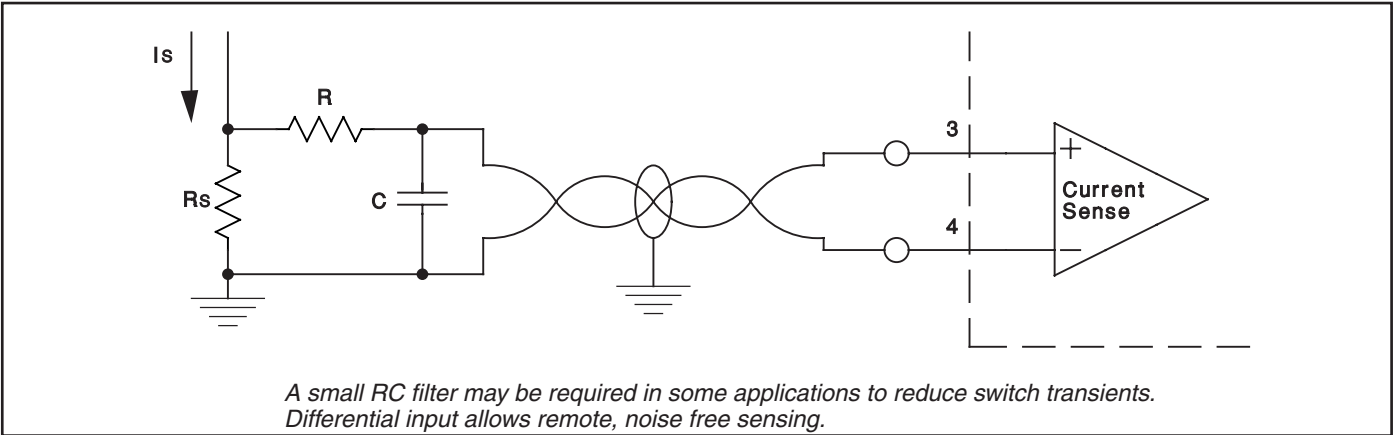 Is
R
3
+
Rs
C
Current
Sense
4
−
A small RC filter may be required in some applications to reduce switch transients.
Differential input allows remote, noise free sensing.